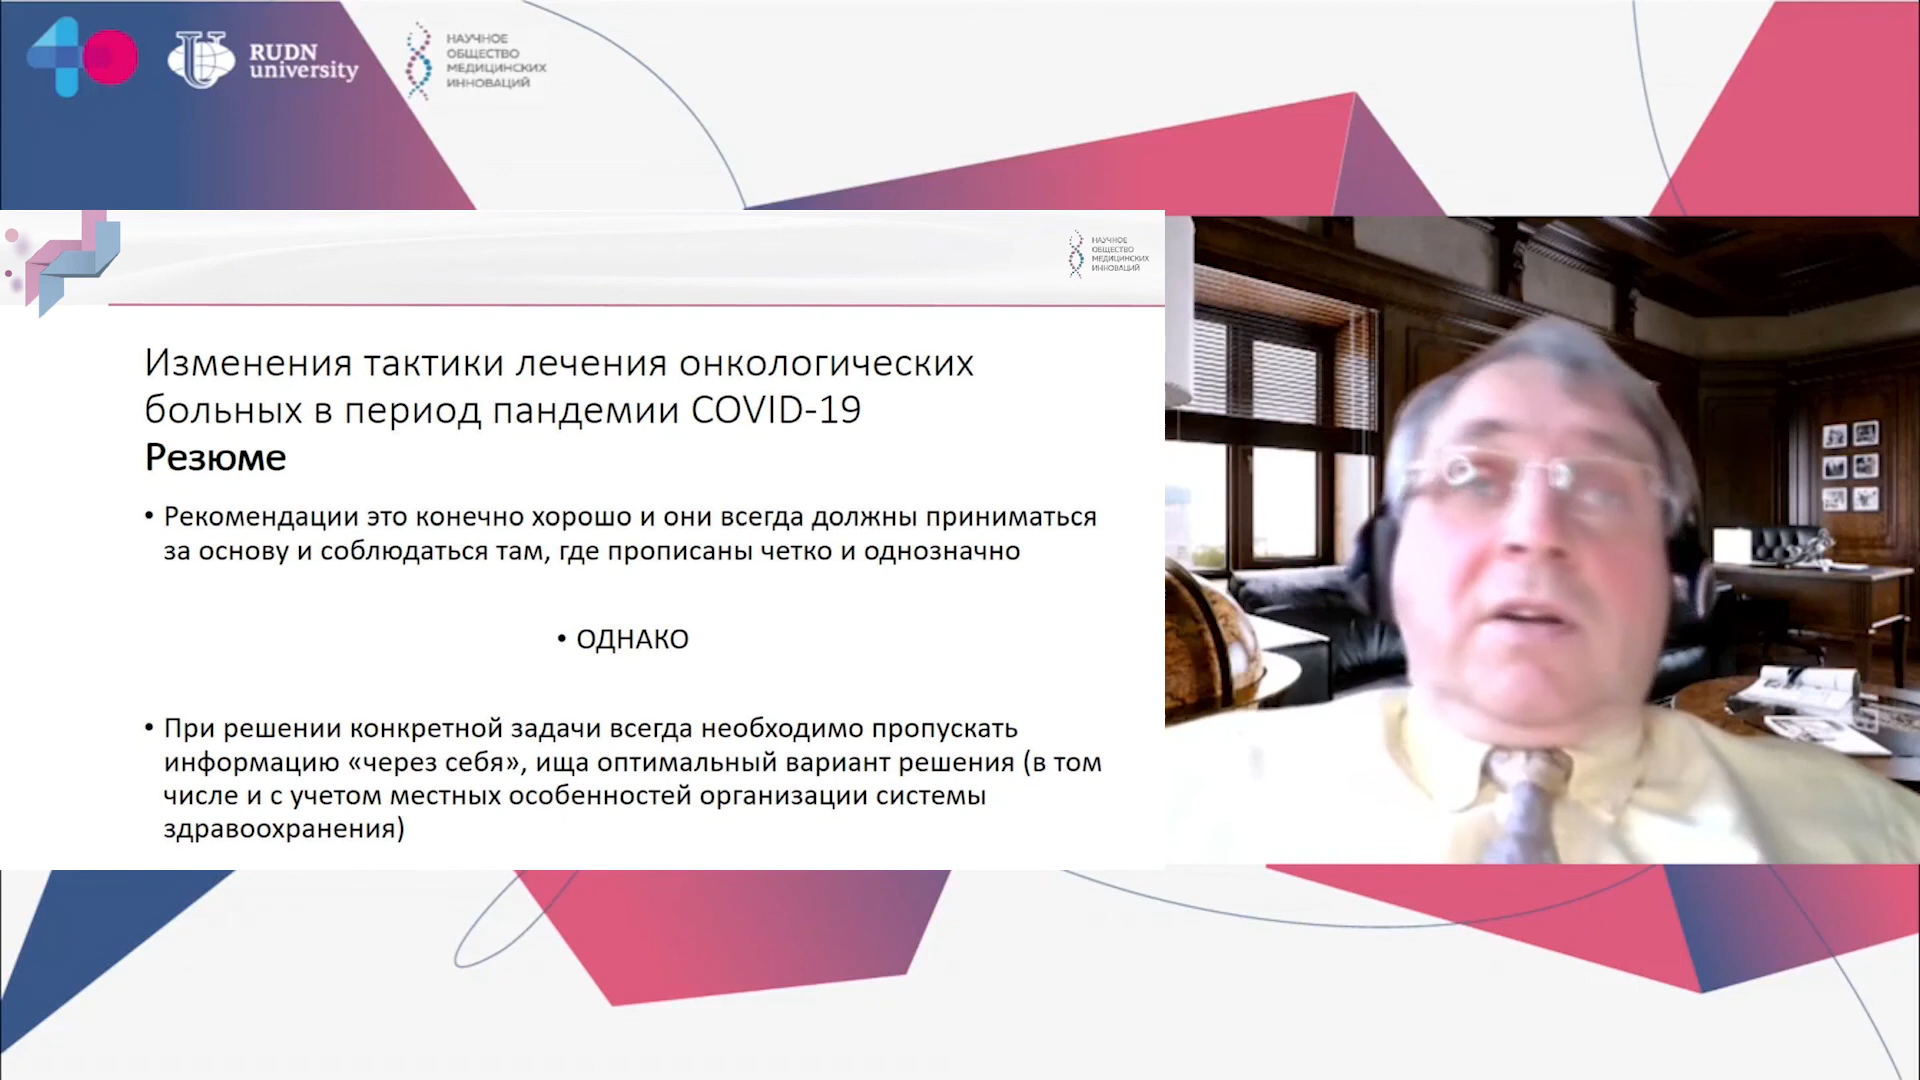 RUDN
university
НАУЧНОЕ
ОБЩЕСТВО
МЕДИЦИНСКИХ
ИННОВАЦИЙ
НАУЧНОЕ
ОБЩЕСТВО
МЕДИЦИНСКИХ
ИННОВАЦИЙ
Изменения тактики лечения онкологических
больных в период пандемии COVID-19
Резюме
• Рекомендации это конечно хорошо и они всегда должны приниматься
за основу и соблюдаться там, где прописаны четко и однозначно
• ОДНАКО
• При решении конкретной задачи всегда необходимо пропускать
информацию «через себя», ища оптимальный вариант решения (в том
числе и с учетом местных особенностей организации системы
здравоохранения)